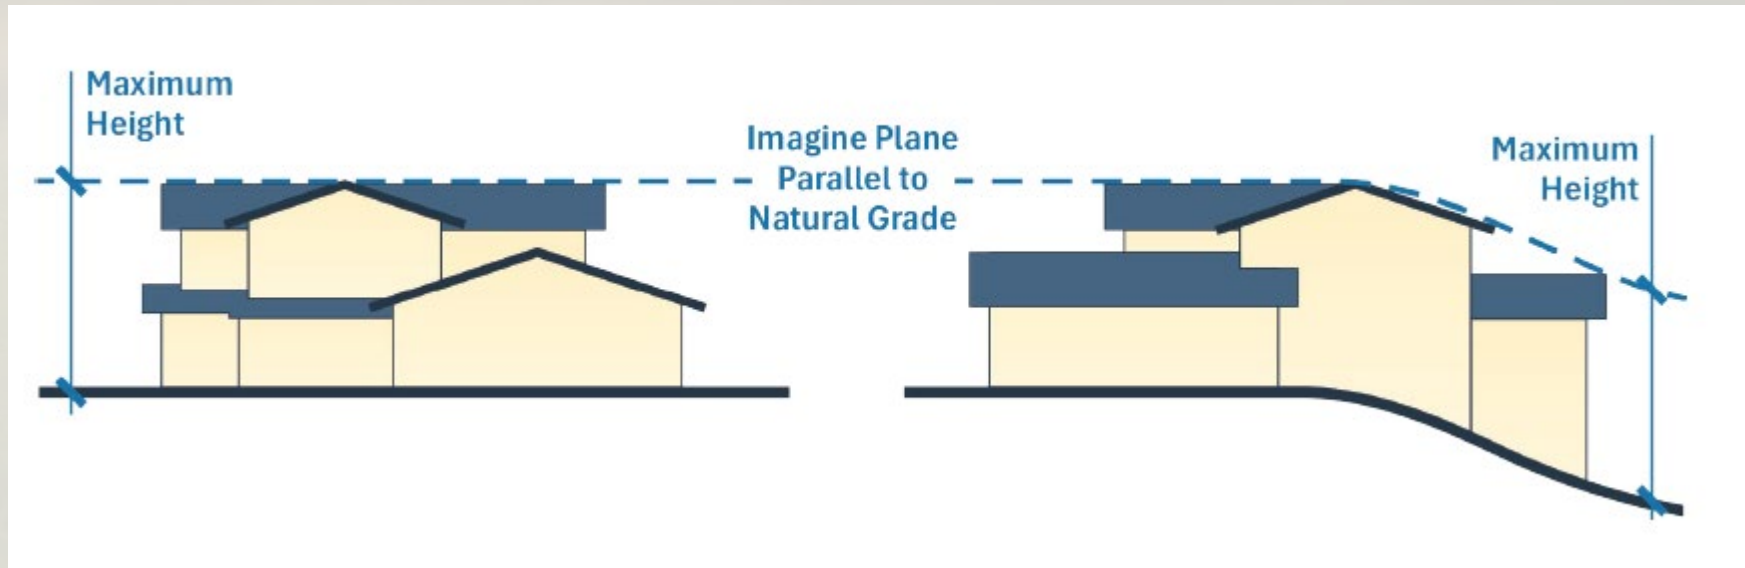 Maximum
Height
Imagine Plane
Parallel to
Natural Grade
Maximum
Height